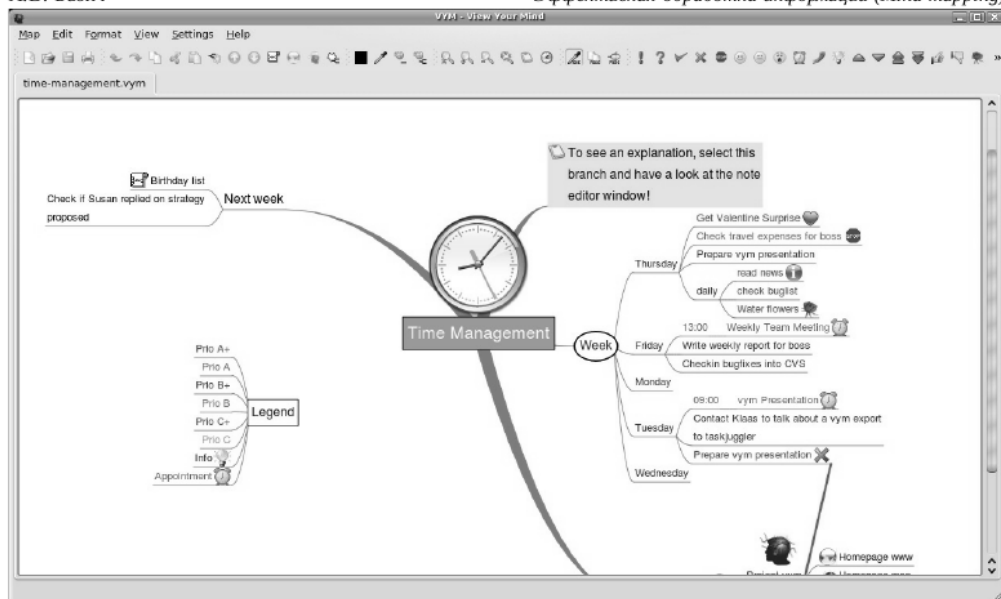 VYM - View Your Mind
Map Edit Format View Settings Help
time-management.vym
Birthday list
Check if Susan replied on strategy
proposed
Next week
To see an explanation, select this
branch and have a look at the note
editor window!
Time Management
Week
Thursday
Get Valentine Surprise
Check travel expenses for boss
Prepare vym presentation
daily
read news
check buglist
Water flowers
Friday
13:00 Weekly Team Meeting
Write weekly report for boss
Checkin bugfixes into CVS
Monday
Tuesday
09:00 vym Presentation
Contact Klaas to talk about a vym export
to taskjuggler
Prepare vym presentation
Wednesday
Prio A+
Prio A
Prio B+
Prio B
Prio C+
Prio C
Info
Appointment
Legend
Homepage www